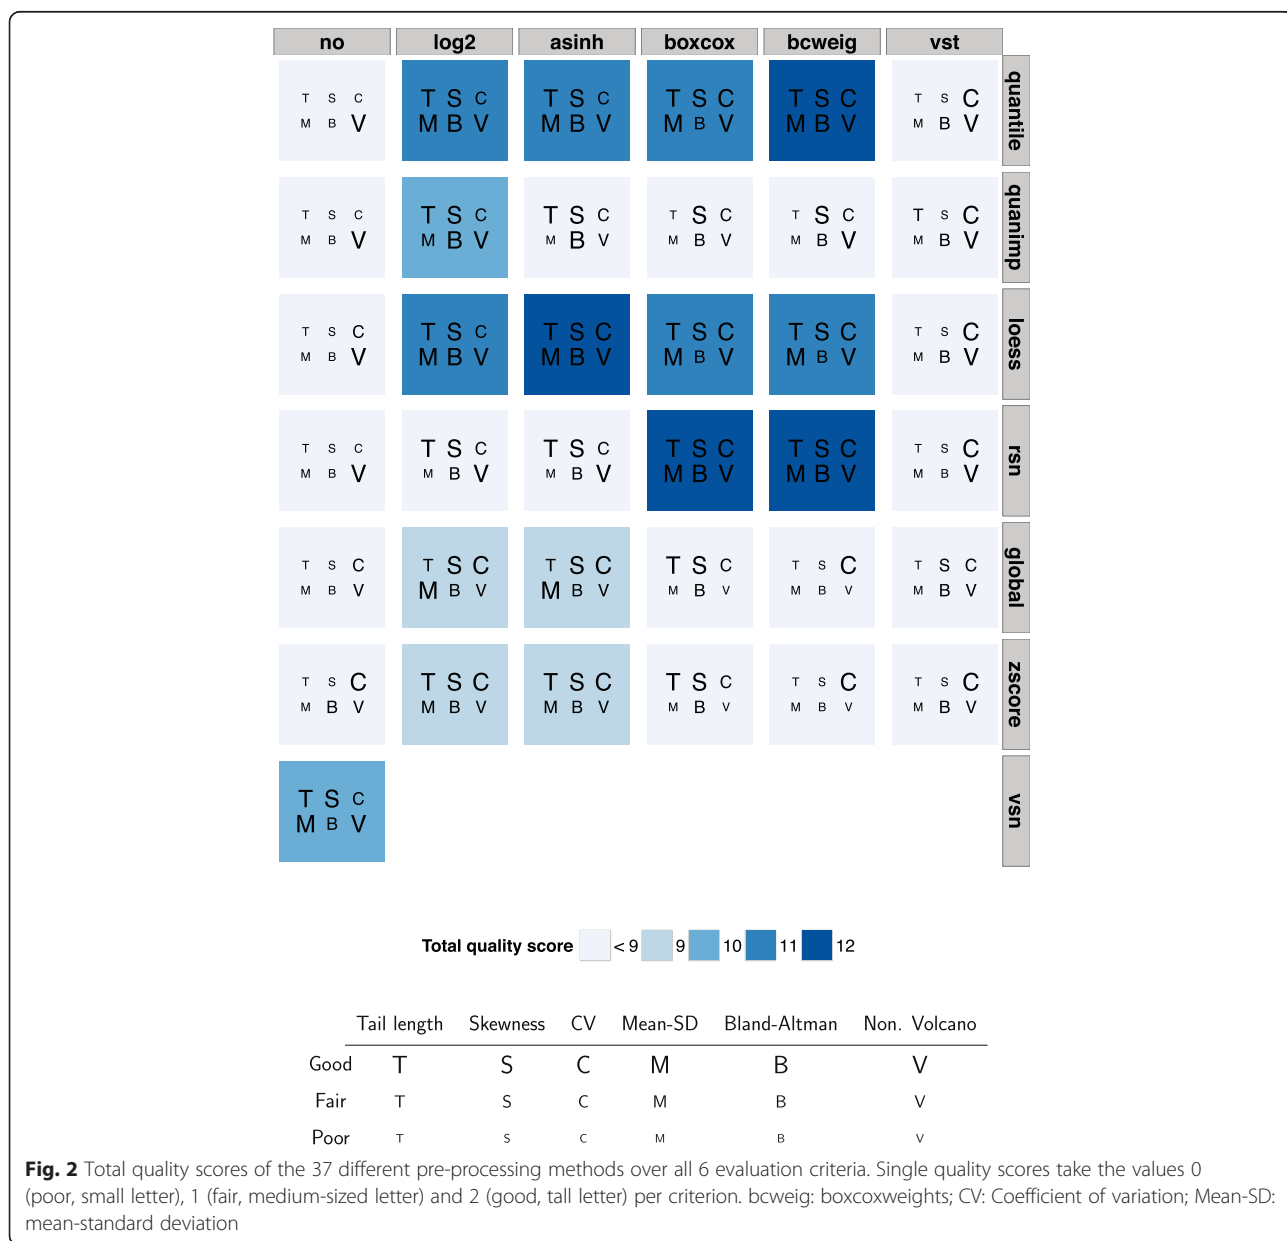 no log2 asinh boxcox bcweig vst
T S C T S C T S C T S C T S C T S C
M B V M B V M B V M B V M B V M B V
quantile
T S C T S C T S C T S C T S C T S C
M B V M B V M B V M B V M B V M B V
quanimp
T S C T S C T S C T S C T S C T S C
M B V M B V M B V M B V M B V M B V
loess
T S C T S C T S C T S C T S C T S C
M B V M B V M B V M B V M B V M B V
rsn
T S C T S C T S C T S C T S C T S C
M B V M B V M B V M B V M B V M B V
global
T S C T S C T S C T S C T S C T S C
M B V M B V M B V M B V M B V M B V
zscore
T S C
M B V
vsn
Total quality score < 9 9 10 11 12
Tail length Skewness CV Mean-SD Bland-Altman Non. Volcano
Good T S C M B V
Fair T S C M B V
Poor T S C M B V
Fig. 2 Total quality scores of the 37 different pre-processing methods over all 6 evaluation criteria. Single quality scores take the values 0
(poor, small letter), 1 (fair, medium-sized letter) and 2 (good, tall letter) per criterion. bcweig: boxcoxweights; CV: Coefficient of variation; Mean-SD:
mean-standard deviation